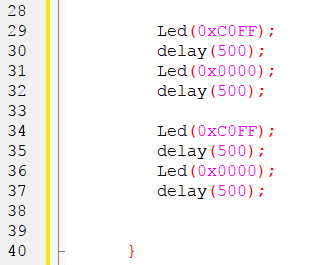 28
29 Led(0xC0FF);
30 delay(500);
31 Led(0x0000);
32 delay(500);
33
34 Led(0xC0FF);
35 delay(500);
36 Led(0x0000);
37 delay(500);
38
39
40 }